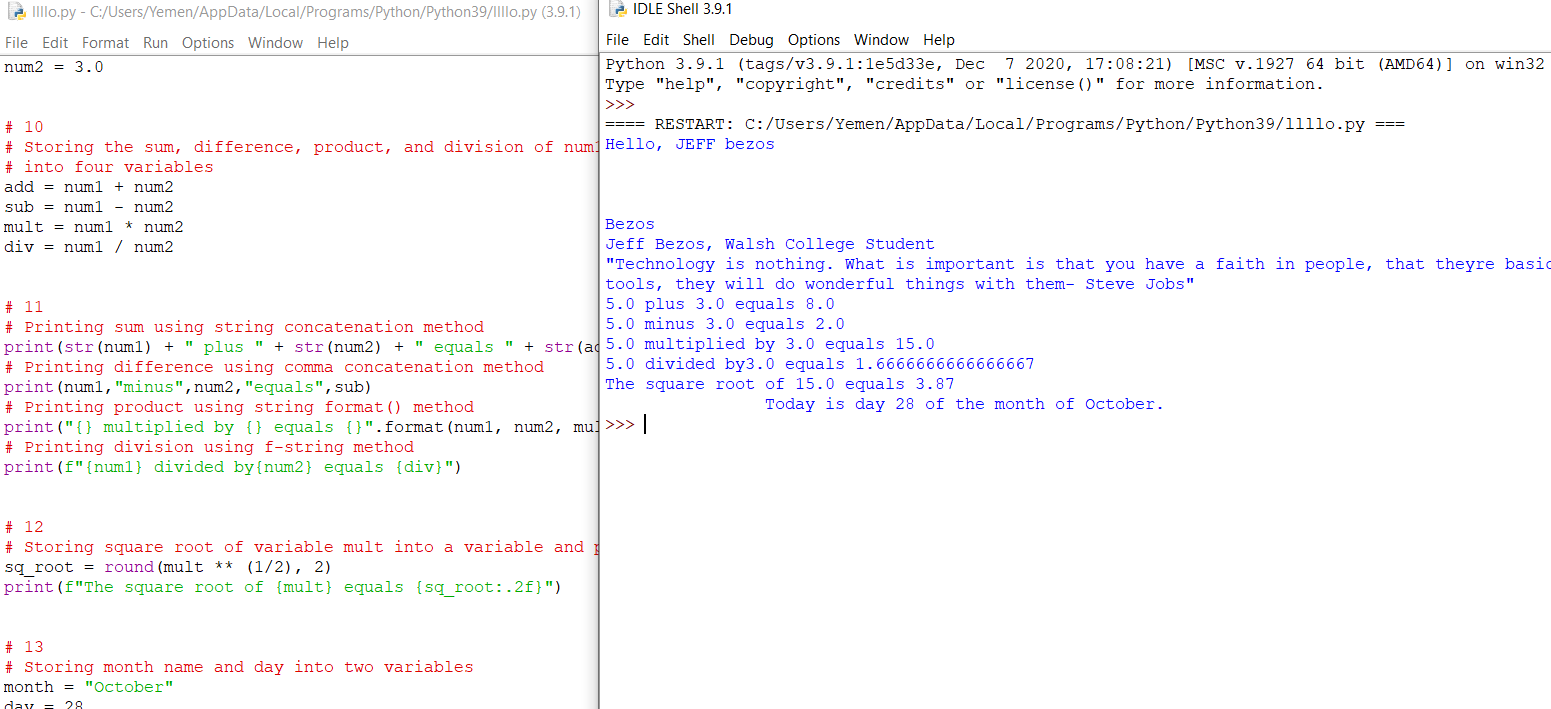 llllo.py - C:/Users/Yemen/AppData/Local/Programs/Python/Python39/llllo.py (3.9.1)
File Edit Format Run Options Window Help
num2 = 3.0
# 10
# Storing the sum, difference, product, and division of num1
# into four variables
add = num1 + num2
sub = num1 - num2
mult = num1 * num2
div = num1 / num2
# 11
# Printing sum using string concatenation method
print(str(num1) + " plus " + str(num2) + " equals " + str(ad
# Printing difference using comma concatenation method
print(num1,"minus",num2,"equals",sub)
# Printing product using string format() method
print("{} multiplied by {} equals {}".format(num1, num2, mul
# Printing division using f-string method
print(f"{num1} divided by{num2} equals {div}")
# 12
# Storing square root of variable mult into a variable and p
sq_root = round(mult ** (1/2), 2)
print(f"The square root of {mult} equals {sq_root:.2f}")
# 13
# Storing month name and day into two variables
month = "October"
day = 28
IDLE Shell 3.9.1
File Edit Shell Debug Options Window Help
Python 3.9.1 (tags/v3.9.1:1e5d33e, Dec  7 2020, 17:08:21) [MSC v.1927 64 bit (AMD64)] on win32
Type "help", "copyright", "credits" or "license()" for more information.
>>>
==== RESTART: C:/Users/Yemen/AppData/Local/Programs/Python/Python39/llllo.py ===
Hello, JEFF bezos
Bezos
Jeff Bezos, Walsh College Student
"Technology is nothing. What is important is that you have a faith in people, that theyre basic
tools, they will do wonderful things with them- Steve Jobs"
5.0 plus 3.0 equals 8.0
5.0 minus 3.0 equals 2.0
5.0 multiplied by 3.0 equals 15.0
5.0 divided by3.0 equals 1.6666666666666667
The square root of 15.0 equals 3.87
Today is day 28 of the month of October.
>>>